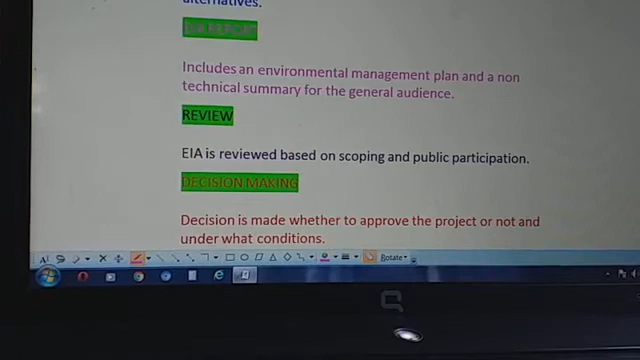 alternatives.
EIA REPORT
Includes an environmental management plan and a non
technical summary for the general audience.
REVIEW
EIA is reviewed based on scoping and public participation.
DECISION MAKING
Decision is made whether to approve the project or not and
under what conditions.
Rotate